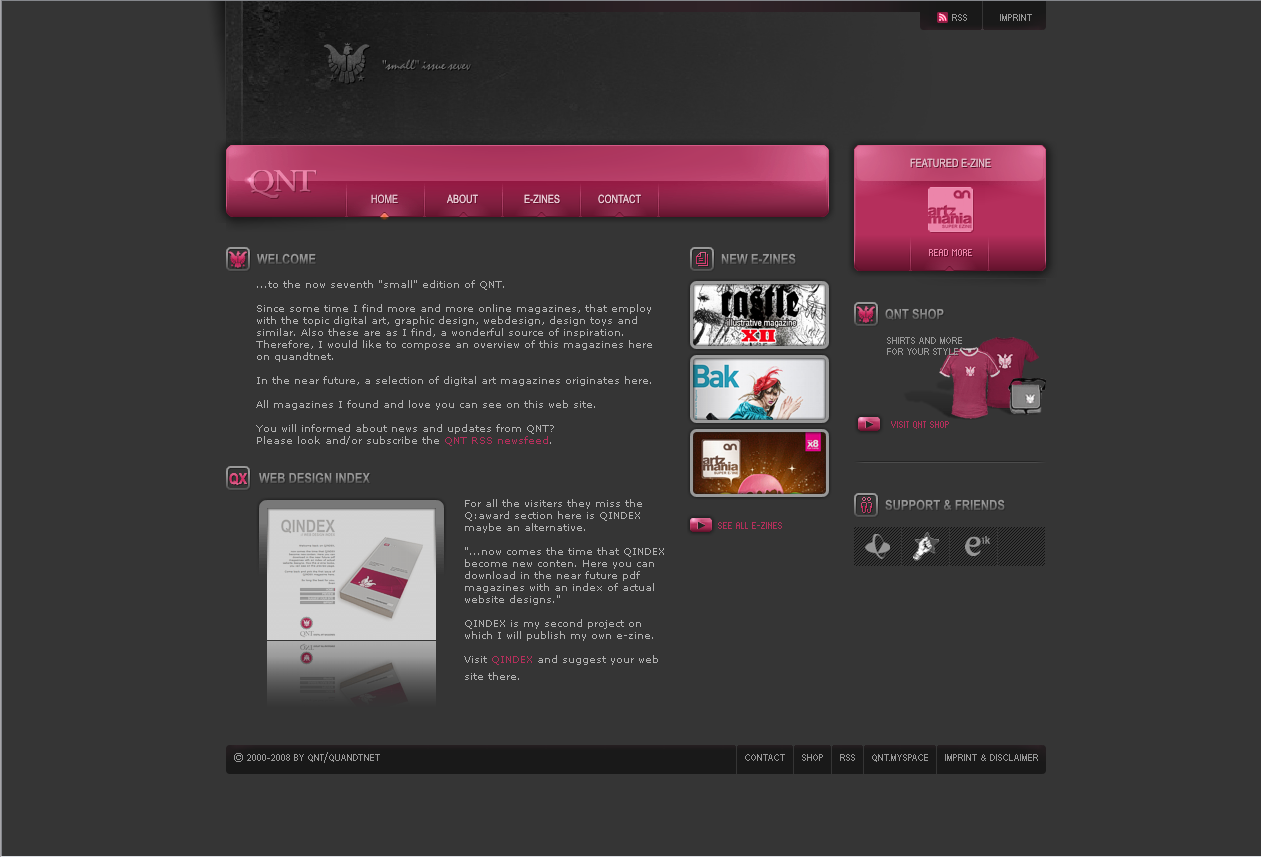 RSS
IMPRINT
"small" issue seven
QNT
HOME
ABOUT
E-ZINES
CONTACT
FEATURED E-ZINE
artz
mania
SUPER EZINE
READ MORE
WELCOME
...to the now seventh "small" edition of QNT.
Since some time I find more and more online magazines, that employ
with the topic digital art, graphic design, webdesign, design toys and
similar. Also these are as I find, a wonderful source of inspiration.
Therefore, I would like to compose an overview of this magazines here
on quandtnet.
In the near future, a selection of digital art magazines originates here.
All magazines I found and love you can see on this web site.
You will informed about news and updates from QNT?
Please look and/or subscribe the QNT RSS newsfeed.
QX
WEB DESIGN INDEX
QINDEX
QNT
For all the visiters they miss the
Q:award section here is QINDEX
maybe an alternative.
"...now comes the time that QINDEX
become new conten. Here you can
download in the near future pdf
magazines with an index of actual
website designs."
QINDEX is my second project on
which I will publish my own e-zine.
Visit QINDEX and suggest your web
site there.
NEW E-ZINES
rastle
illustrative magazine
XII
Bak
artz
mania
x8
SEE ALL E-ZINES
QNT SHOP
SHIRTS AND MORE
FOR YOUR STYLE
VISIT QNT SHOP
SUPPORT & FRIENDS
e1k
© 2000-2008 BY QNT/QUANDTNET
CONTACT
SHOP
RSS
QNT.MYSPACE
IMPRINT & DISCLAIMER